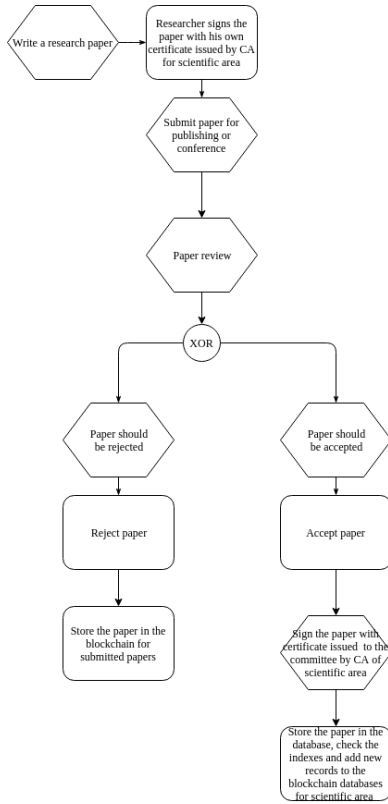 Write a research paper
Researcher signs the
paper with his own
certificate issued by CA
for scientific area
Submit paper for
publishing or
conference
Paper review
XOR
Paper should
be rejected
Paper should
be accepted
Reject paper
Accept paper
Store the paper in the
blockchain for
submitted papers
Sign the paper with
certificate issued to the
committee by CA of
scientific area
Store the paper in the
database, check the
indexes and add new
records to the
blockchain databases
for scientific area